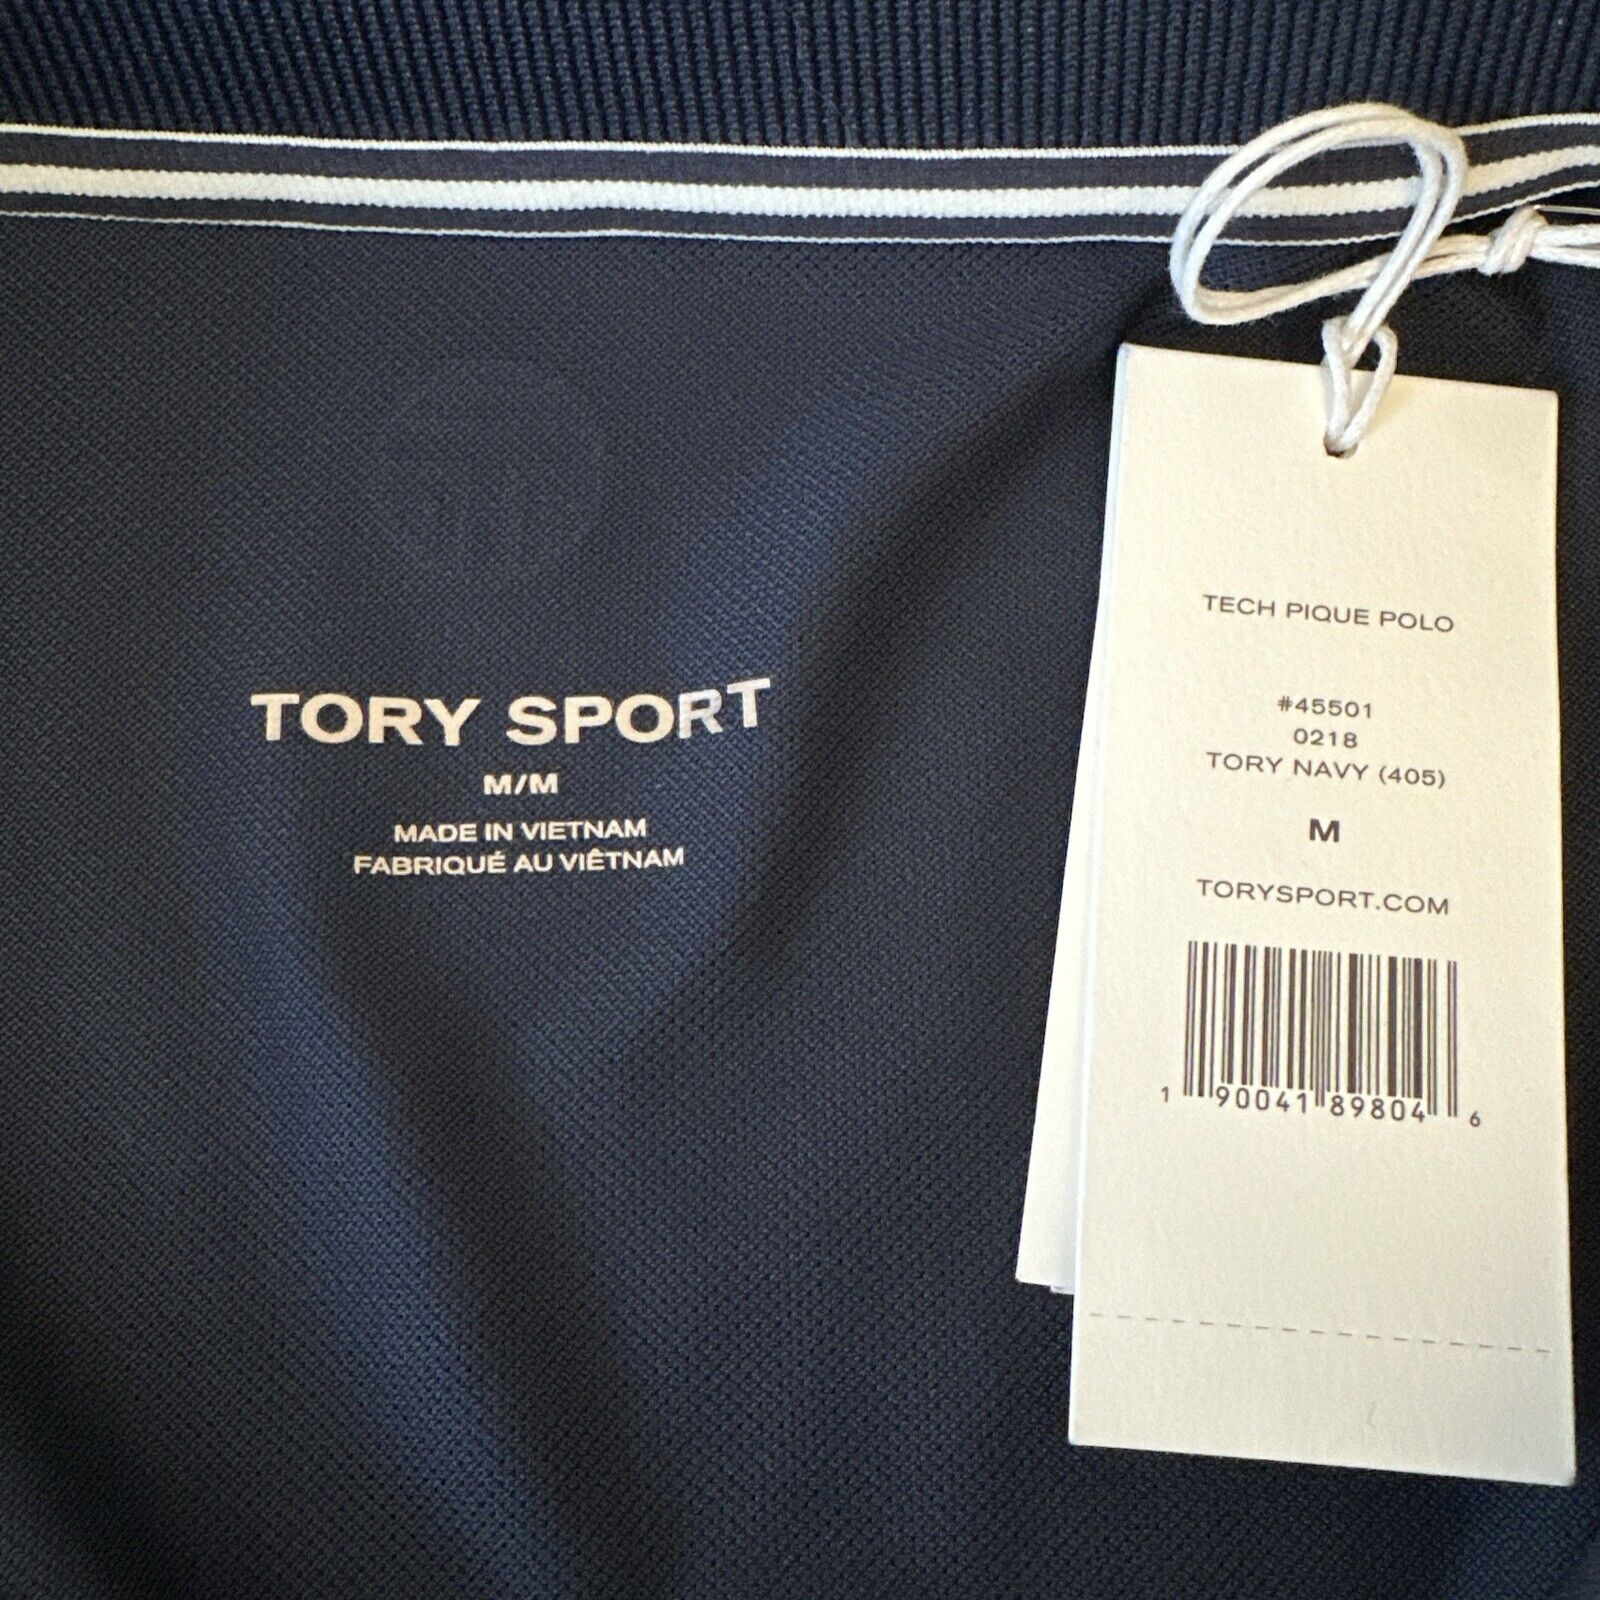 TORY SPORT
M/M
MADE IN VIETNAM
FABRIQUÉ AU VIÊTNAM
TECH PIQUE POLO
#45501
0218
TORY NAVY (405)
M
TORYSPORT.COM
1 90041 89804 6